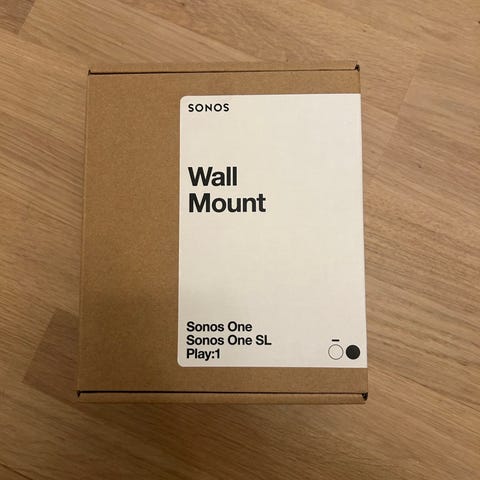 SONOS
Wall
Mount
Sonos One
Sonos One SL
Play:1